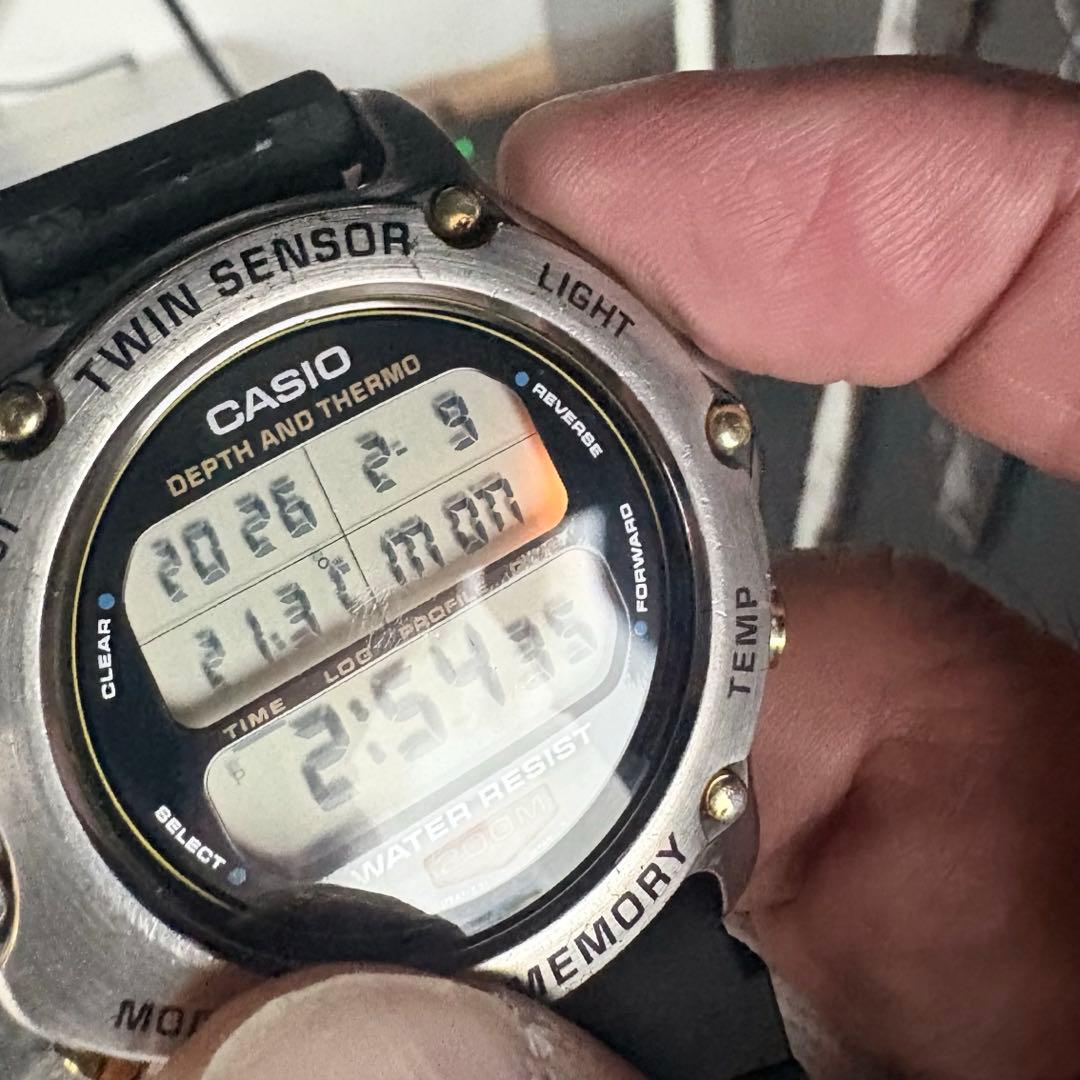 TWIN SENSOR
LIGHT
CASIO
DEPTH AND THERMO
REVERSE
2026 2-9
21.3°C MON
FORWARD
CLEAR
TIME LOG PROFILE
TEMP
P 2:54 35
SELECT
WATER RESIST
200M
MEMORY